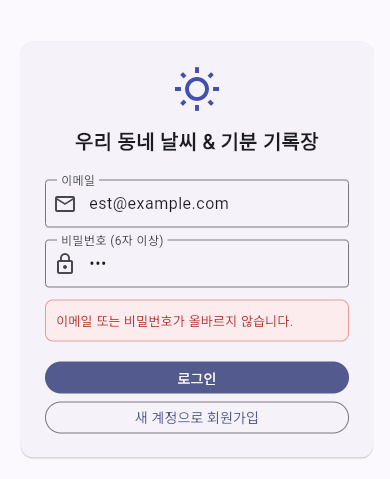 우리 동네 날씨 & 기분 기록장
이메일
est@example.com
비밀번호 (6자 이상)
•••
이메일 또는 비밀번호가 올바르지 않습니다.
로그인
새 계정으로 회원가입